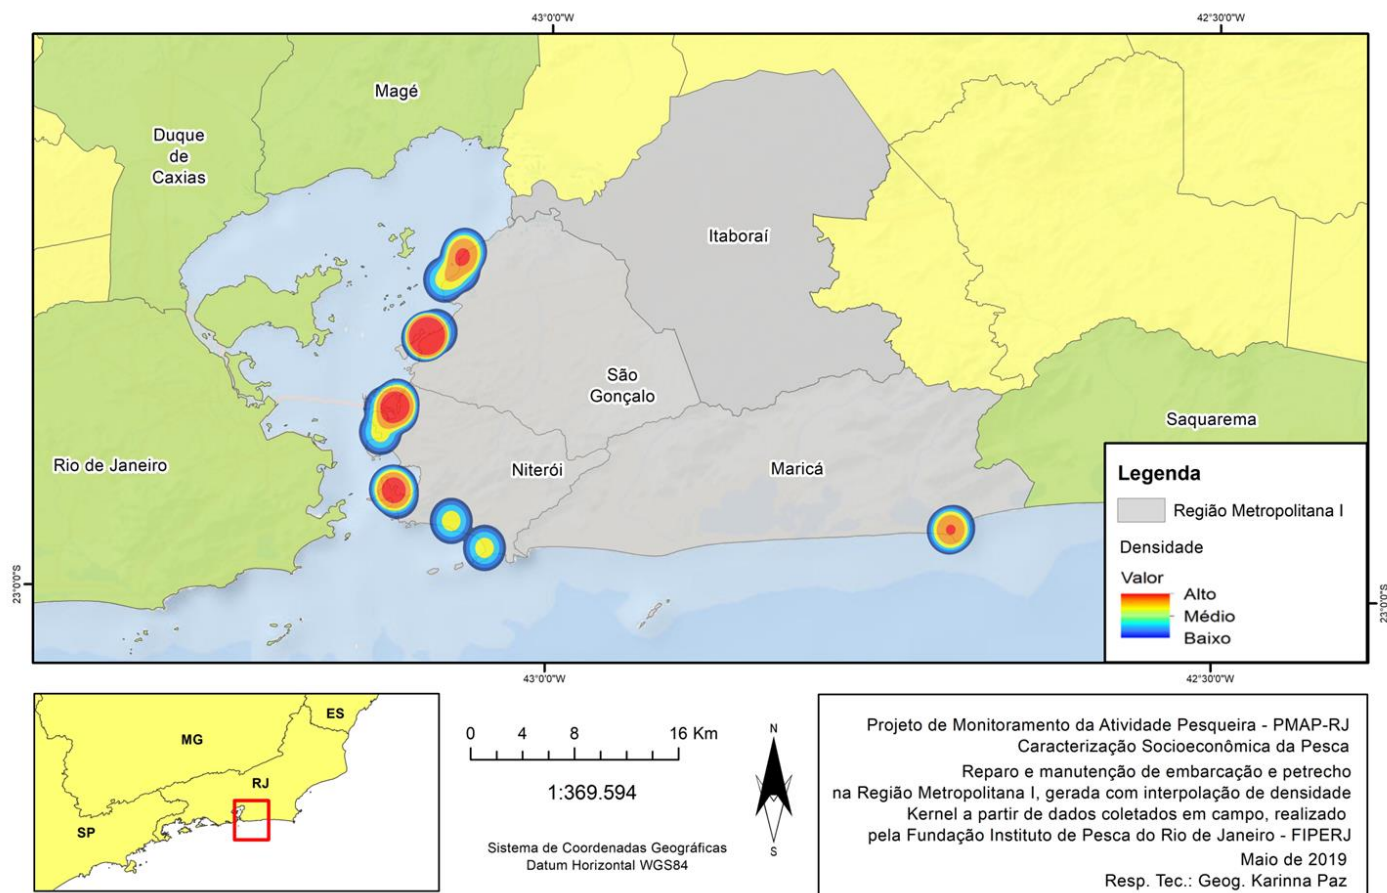 43°0'0"W
42°30'0"W
Magé
Duque
de
Caxias
Itaboraí
São
Gonçalo
Saquarema
Rio de Janeiro
Niterói
Maricá
Legenda
Região Metropolitana I
Densidade
Valor
Alto
Médio
Baixo
23°0'0"S
23°0'0"S
43°0'0"W
42°30'0"W
ES
MG
RJ
SP
0 4 8 16 Km
1:369.594
Sistema de Coordenadas Geográficas
Datum Horizontal WGS84
N
S
Projeto de Monitoramento da Atividade Pesqueira - PMAP-RJ
Caracterização Socioeconômica da Pesca
Reparo e manutenção de embarcação e petrecho
na Região Metropolitana I, gerada com interpolação de densidade
Kernel a partir de dados coletados em campo, realizado
pela Fundação Instituto de Pesca do Rio de Janeiro - FIPERJ
Maio de 2019
Resp. Tec.: Geog. Karinna Paz